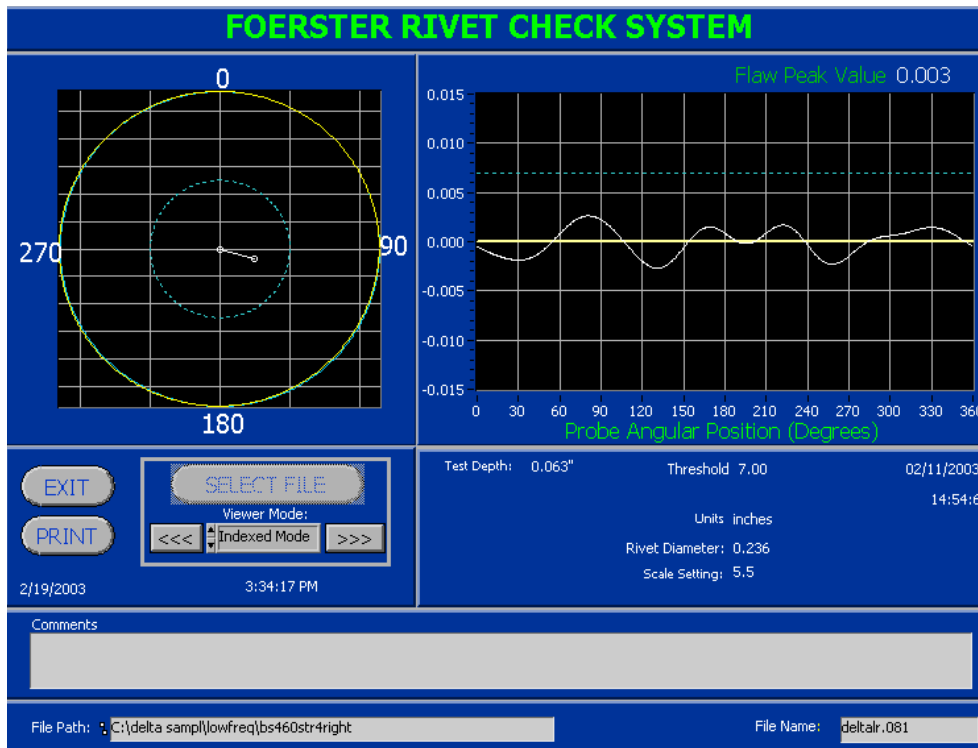 FOERSTER RIVET CHECK SYSTEM
0
270
90
180
Flaw Peak Value 0.003
0.015
0.010
0.005
0.000
-0.005
-0.010
-0.015
0 30 60 90 120 150 180 210 240 270 300 330 360
Probe Angular Position (Degrees)
EXIT
PRINT
SELECT FILE
Viewer Mode:
<<< Indexed Mode >>>
2/19/2003 3:34:17 PM
Test Depth: 0.063" Threshold 7.00 02/11/2003
14:54:6
Units inches
Rivet Diameter: 0.236
Scale Setting: 5.5
Comments
File Path: C:\delta sampl\lowfreq\bs460str4right
File Name: deltalr.081